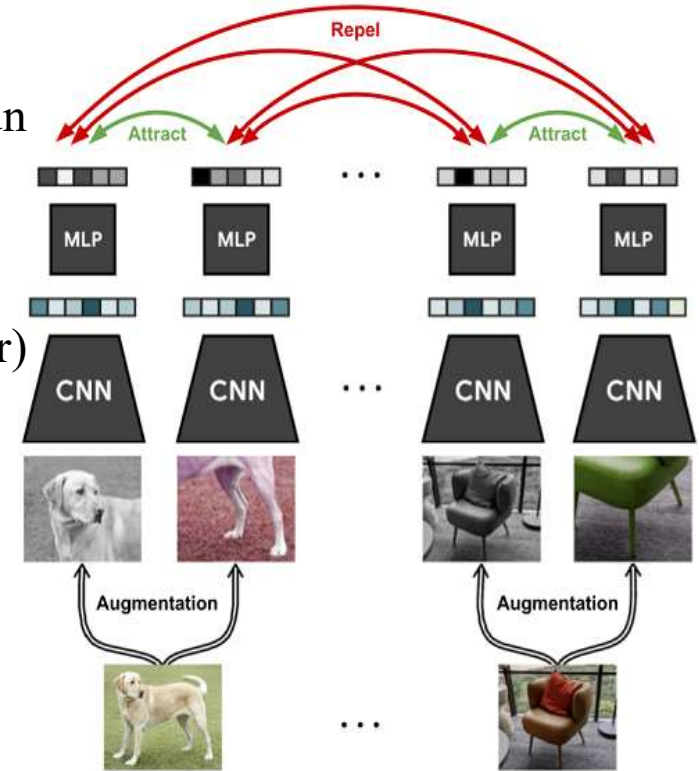 Repel
Attract Attract
...
MLP MLP MLP MLP
r)
CNN CNN ... CNN CNN
Augmentation Augmentation
...